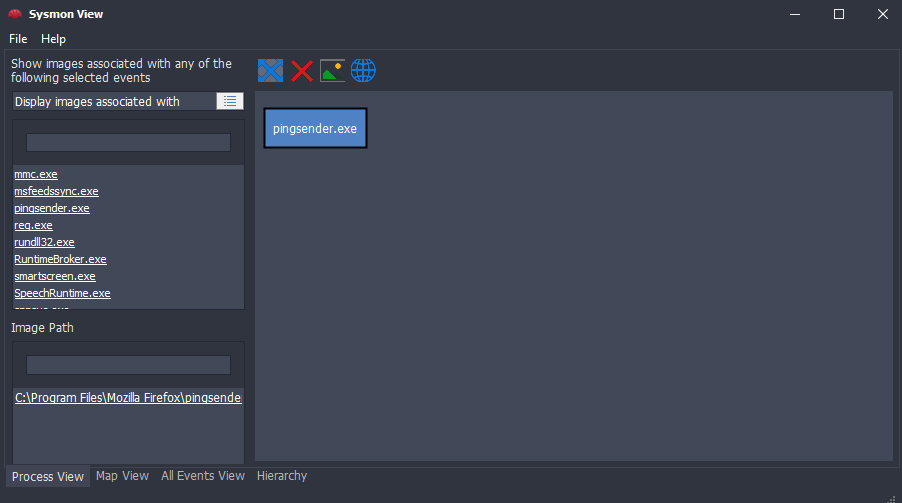 Sysmon View
File Help
Show images associated with any of the
following selected events
Display images associated with
pingsender.exe
mmc.exe
msfeedssync.exe
pingsender.exe
reg.exe
rundll32.exe
RuntimeBroker.exe
smartscreen.exe
SpeechRuntime.exe
Image Path
C:\Program Files\Mozilla Firefox\pingsende
Process View Map View All Events View Hierarchy